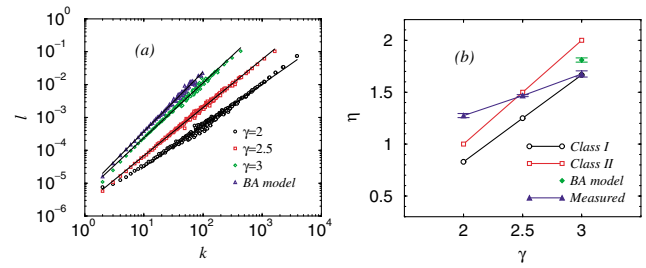 (a)
l
10^0
10^-1
10^-2
10^-3
10^-4
10^-5
10^-6
γ=2
γ=2.5
γ=3
BA model
10^0 10^1 10^2 10^3 10^4
k
(b)
η
2
1.5
1
0.5
Class I
Class II
BA model
Measured
2 2.5 3
γ